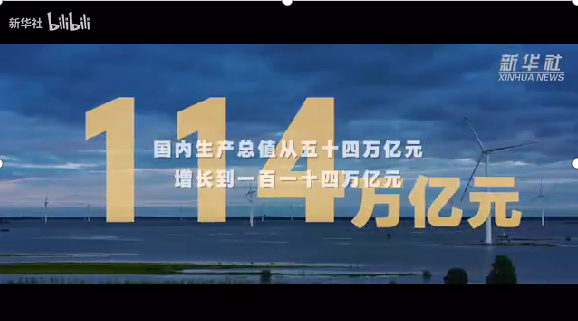 新华社 bilibili
新华社
XINHUA NEWS
114万亿元
国内生产总值从五十四万亿元
增长到一百一十四万亿元